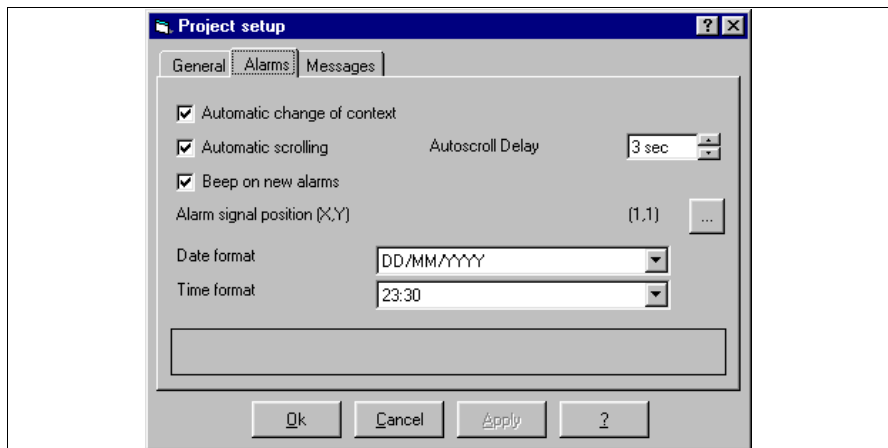 Project setup
General Alarms Messages
Automatic change of context
Automatic scrolling Autoscroll Delay 3 sec
Beep on new alarms
Alarm signal position (X,Y) (1,1) ...
Date format DD/MM/YYYY
Time format 23:30
Ok Cancel Apply ?